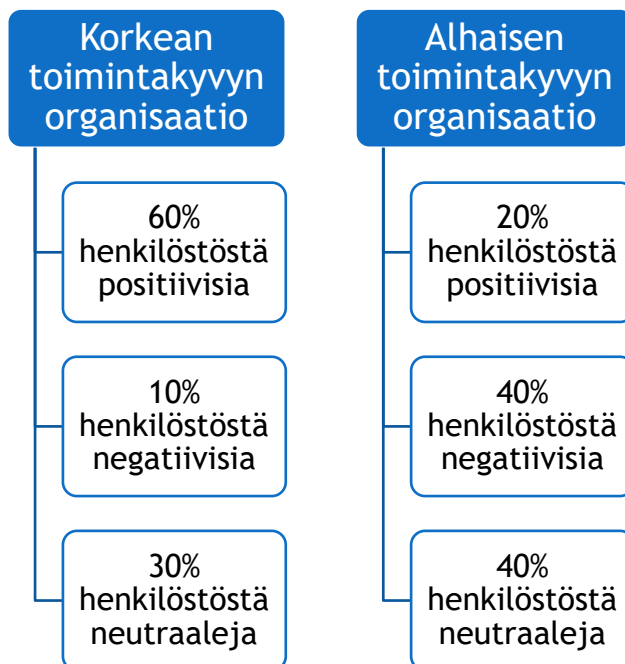 Korkean
toimintakyvyn
organisaatio
60%
henkilöstöstä
positiivisia
10%
henkilöstöstä
negatiivisia
30%
henkilöstöstä
neutraaleja
Alhaisen
toimintakyvyn
organisaatio
20%
henkilöstöstä
positiivisia
40%
henkilöstöstä
negatiivisia
40%
henkilöstöstä
neutraaleja